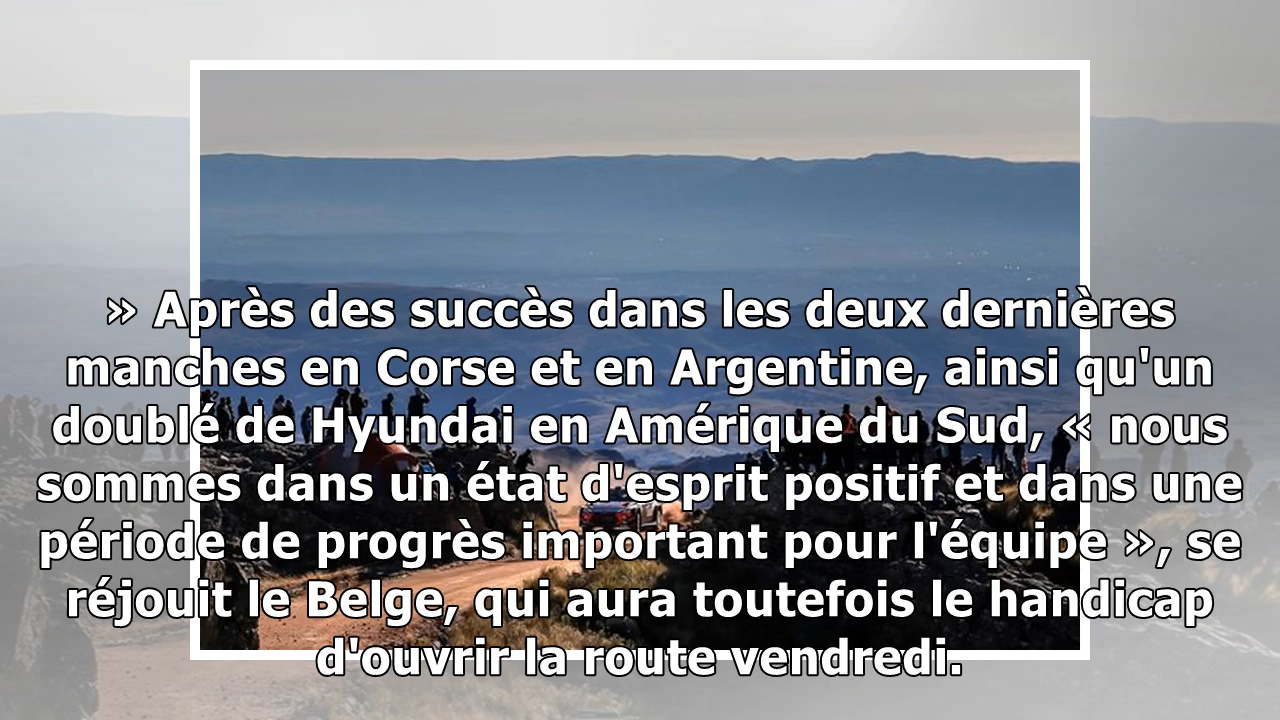 » Après des succès dans les deux dernières
manches en Corse et en Argentine, ainsi qu'un
doublé de Hyundai en Amérique du Sud, « nous
sommes dans un état d'esprit positif et dans une
période de progrès important pour l'équipe », se
réjouit le Belge, qui aura toutefois le handicap
d'ouvrir la route vendredi.